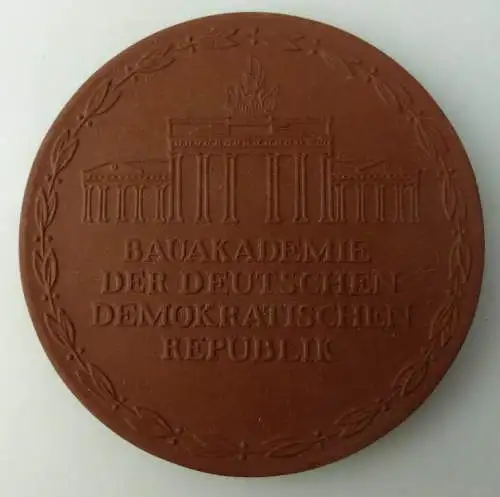 BAUAKADEMIE
DER DEUTSCHEN
DEMOKRATISCHEN
REPUBLIK